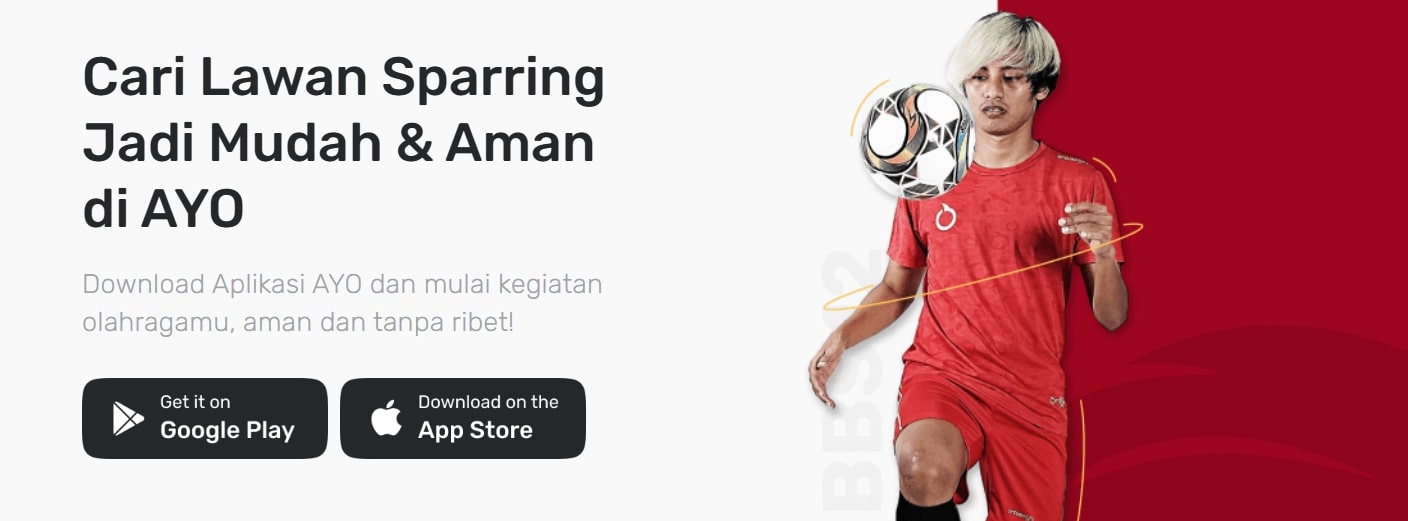 Cari Lawan Sparring
Jadi Mudah & Aman
di AYO
Download Aplikasi AYO dan mulai kegiatan
olahragamu, aman dan tanpa ribet!
Get it on
Google Play
Download on the
App Store